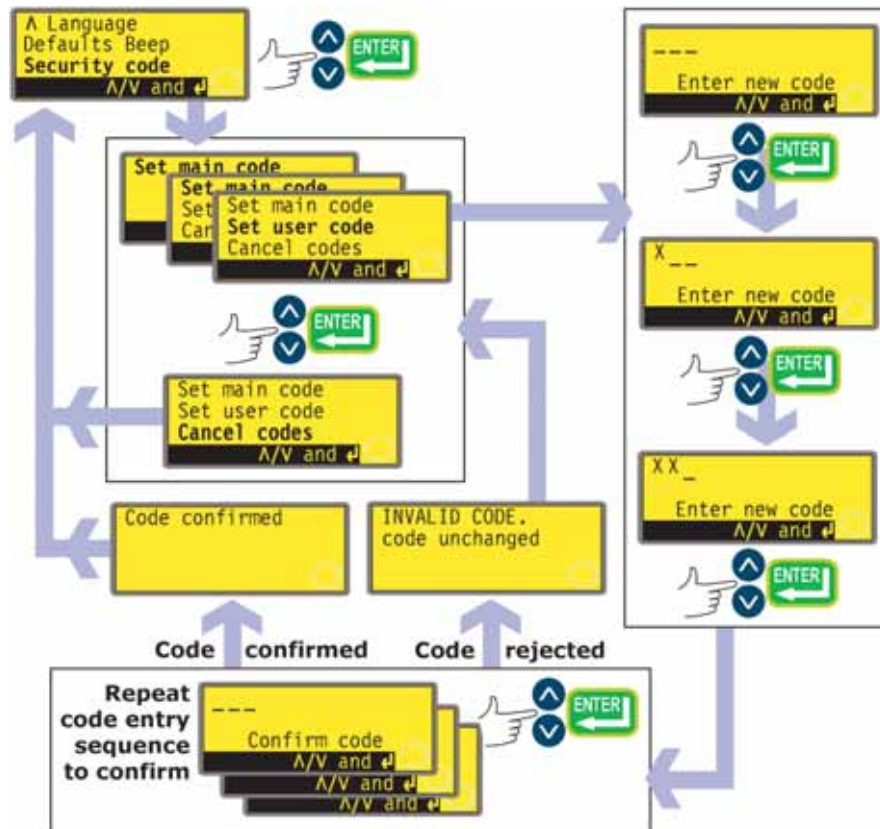 Λ Language
Defaults Beep
Security code
Λ/V and ↲
ENTER
Set main code
Set main code
Set
Can
Set main code
Set user code
Cancel codes
Λ/V and ↲
ENTER
Set main code
Set user code
Cancel codes
Λ/V and ↲
Code confirmed
INVALID CODE.
code unchanged
Code confirmed
Code rejected
Repeat
code entry
sequence
to confirm
_ _ _
Confirm code
Λ/V and ↲
Λ/V and ↲
Λ/V and ↲
ENTER
_ _ _
Enter new code
Λ/V and ↲
ENTER
X _ _
Enter new code
Λ/V and ↲
ENTER
X X _
Enter new code
Λ/V and ↲
ENTER